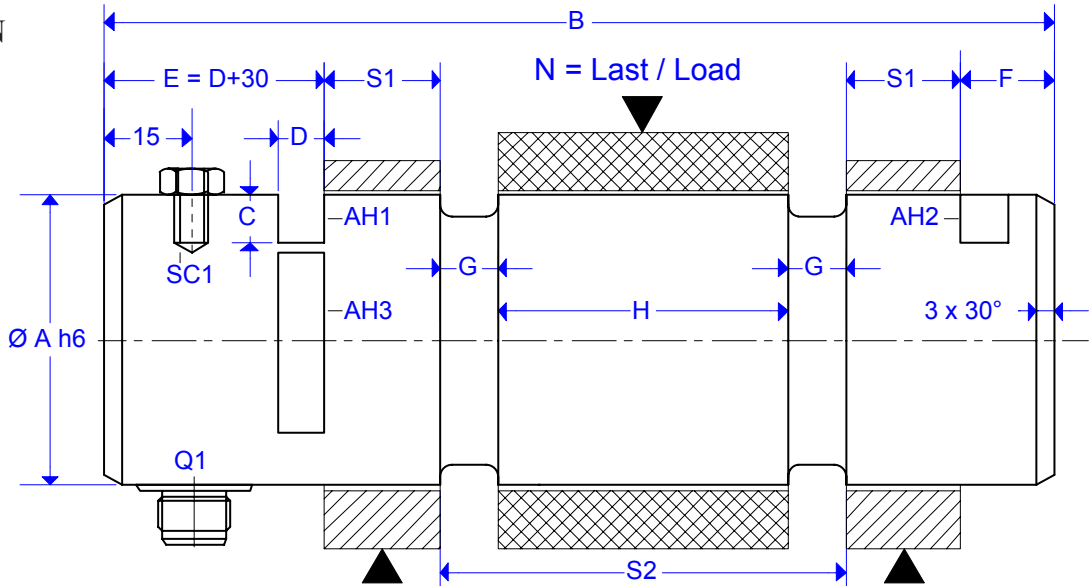 B
E = D+30
S1
N = Last / Load
S1
F
15
D
C
AH1
AH2
SC1
G
G
AH3
H
3 x 30°
Ø A h6
Q1
S2